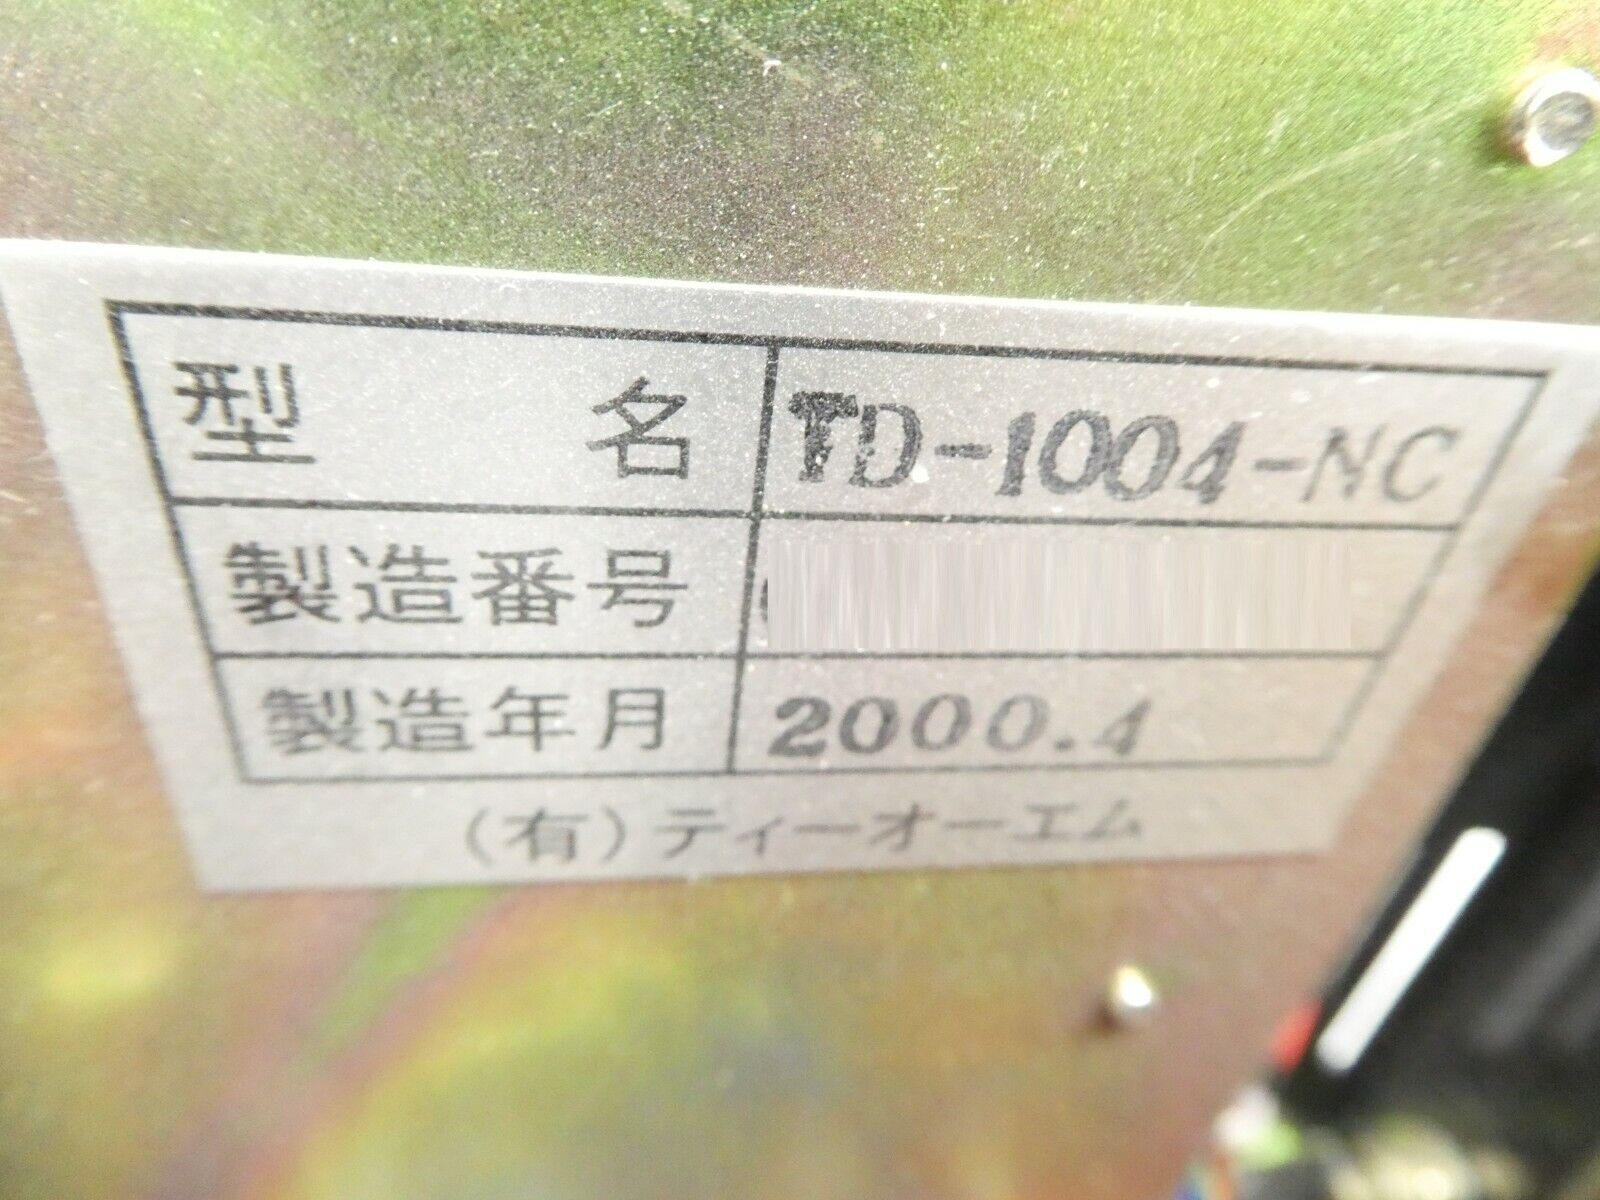 型名 TD-1004-NC
製造番号
製造年月 2000.4
(有)ティーオーエム